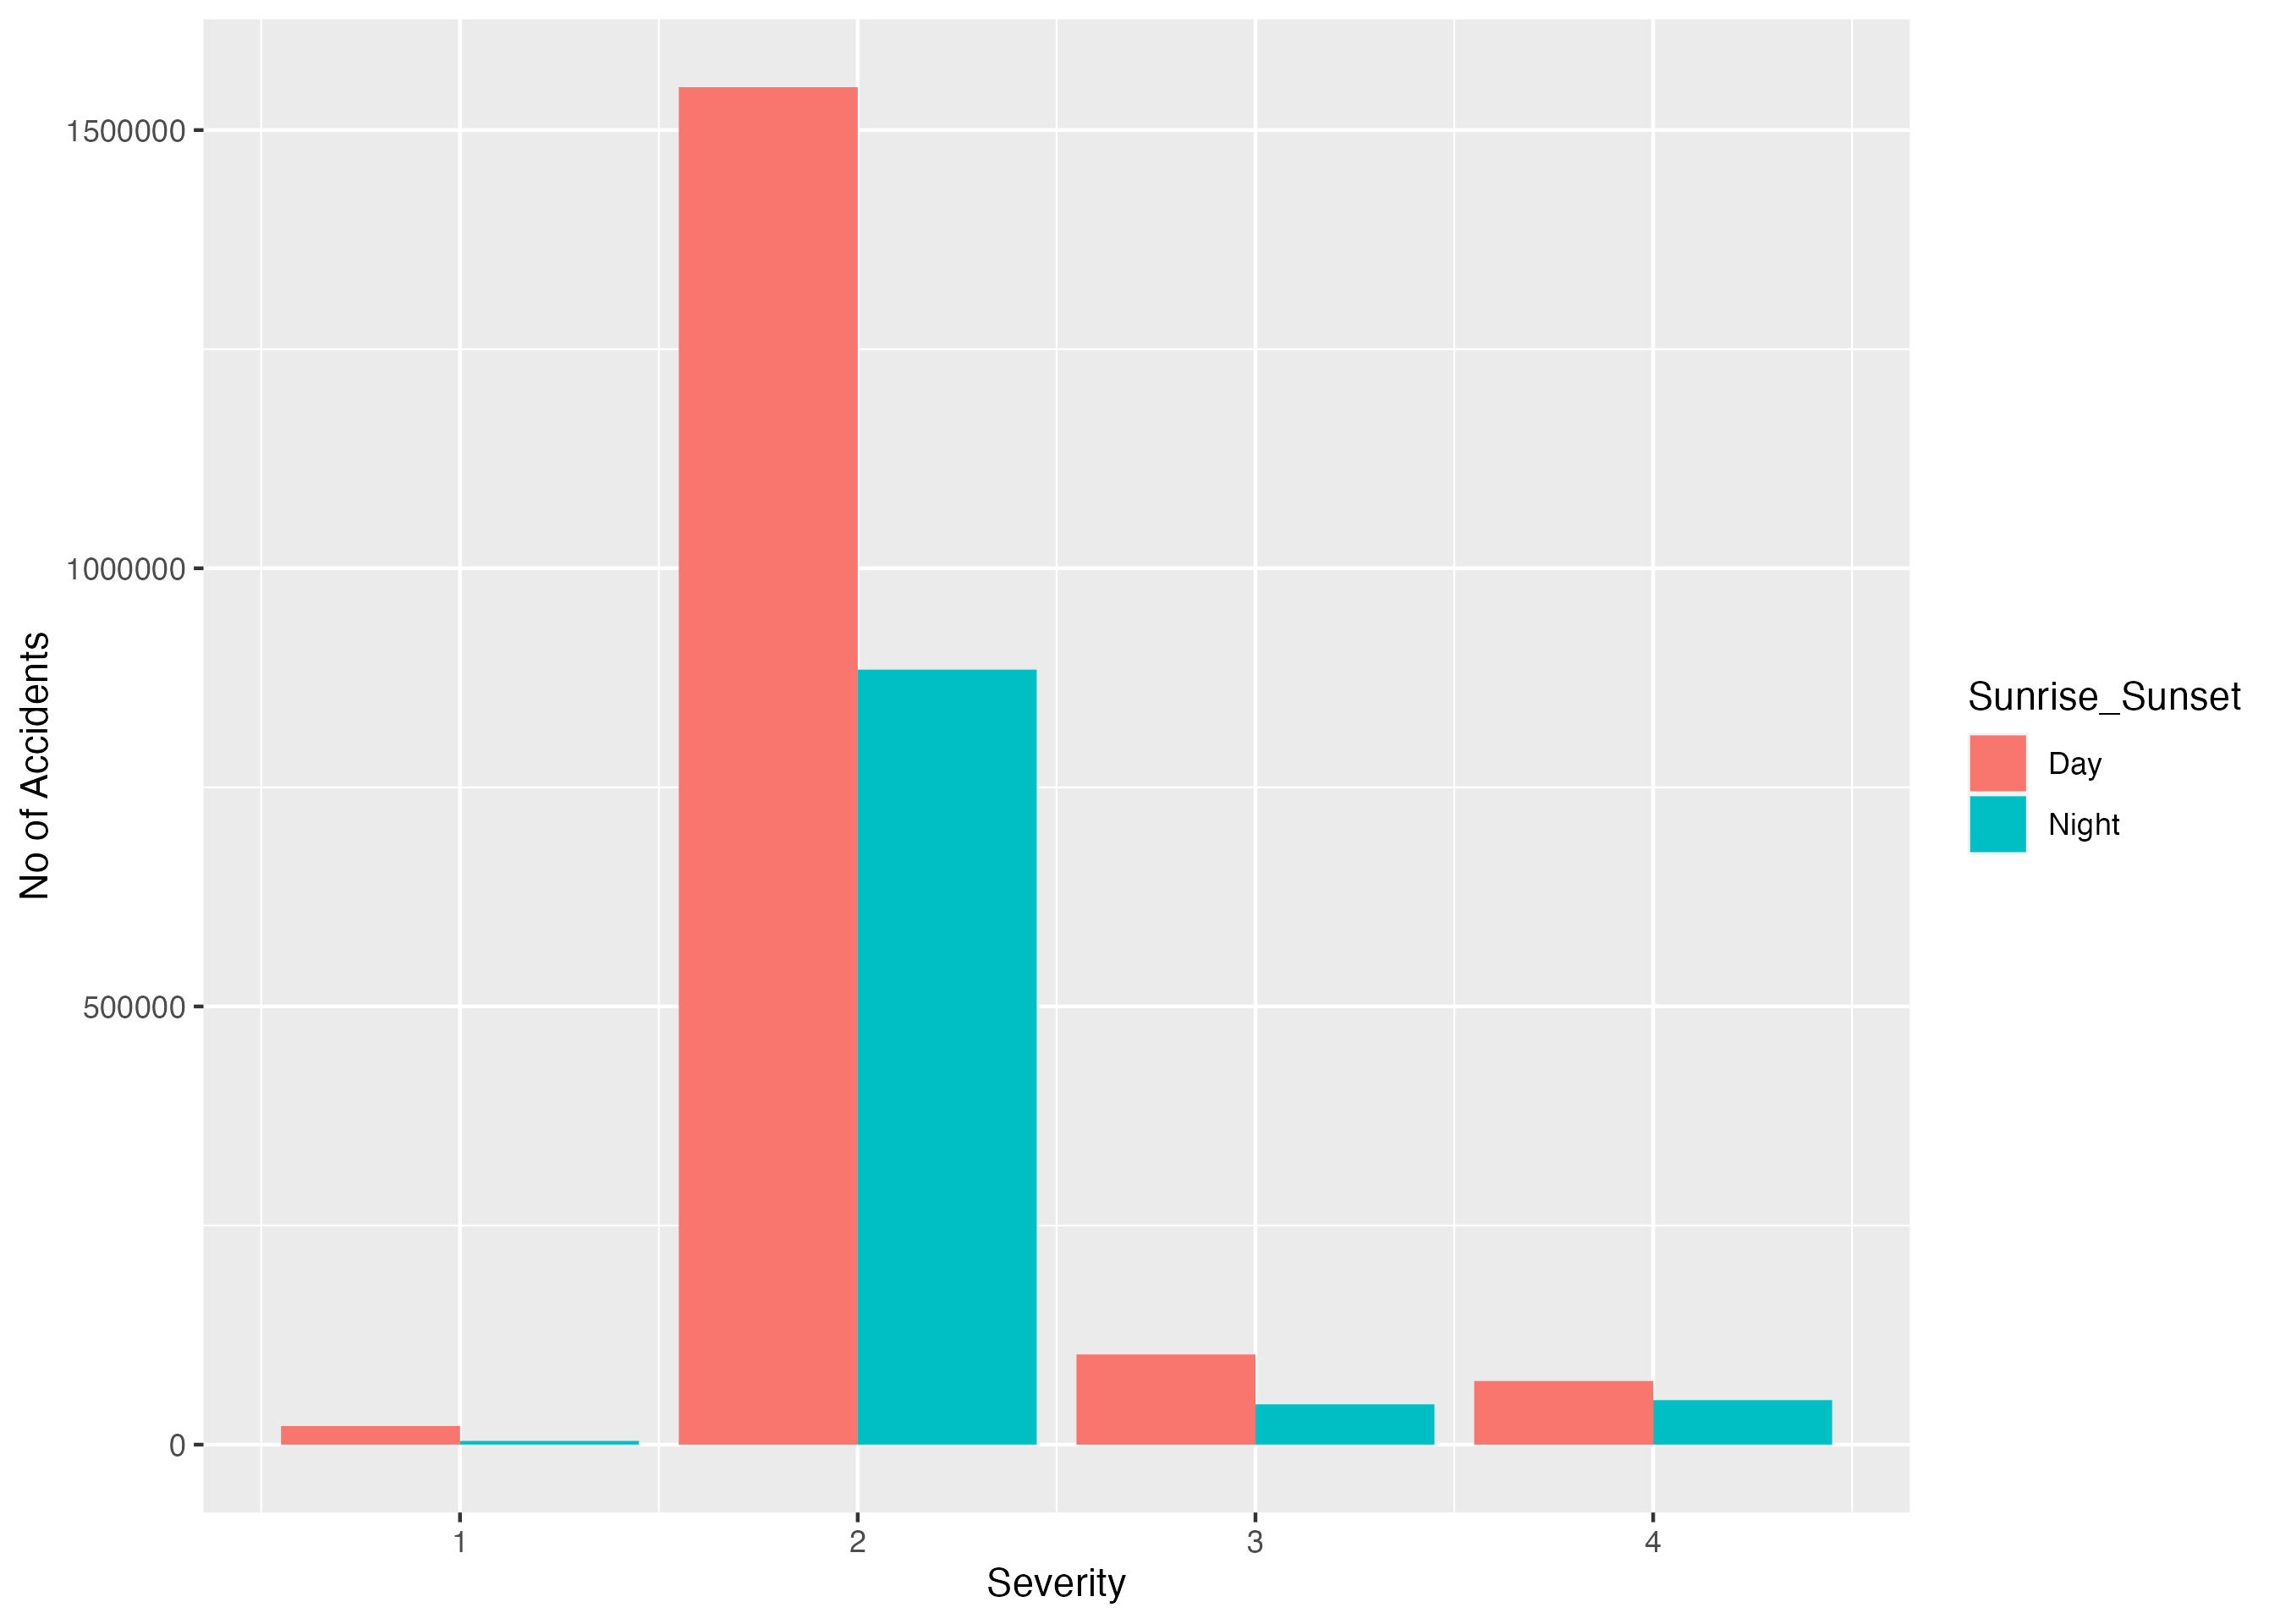 No of Accidents
1500000
1000000
500000
0
1
2
3
4
Severity
Sunrise_Sunset
Day
Night